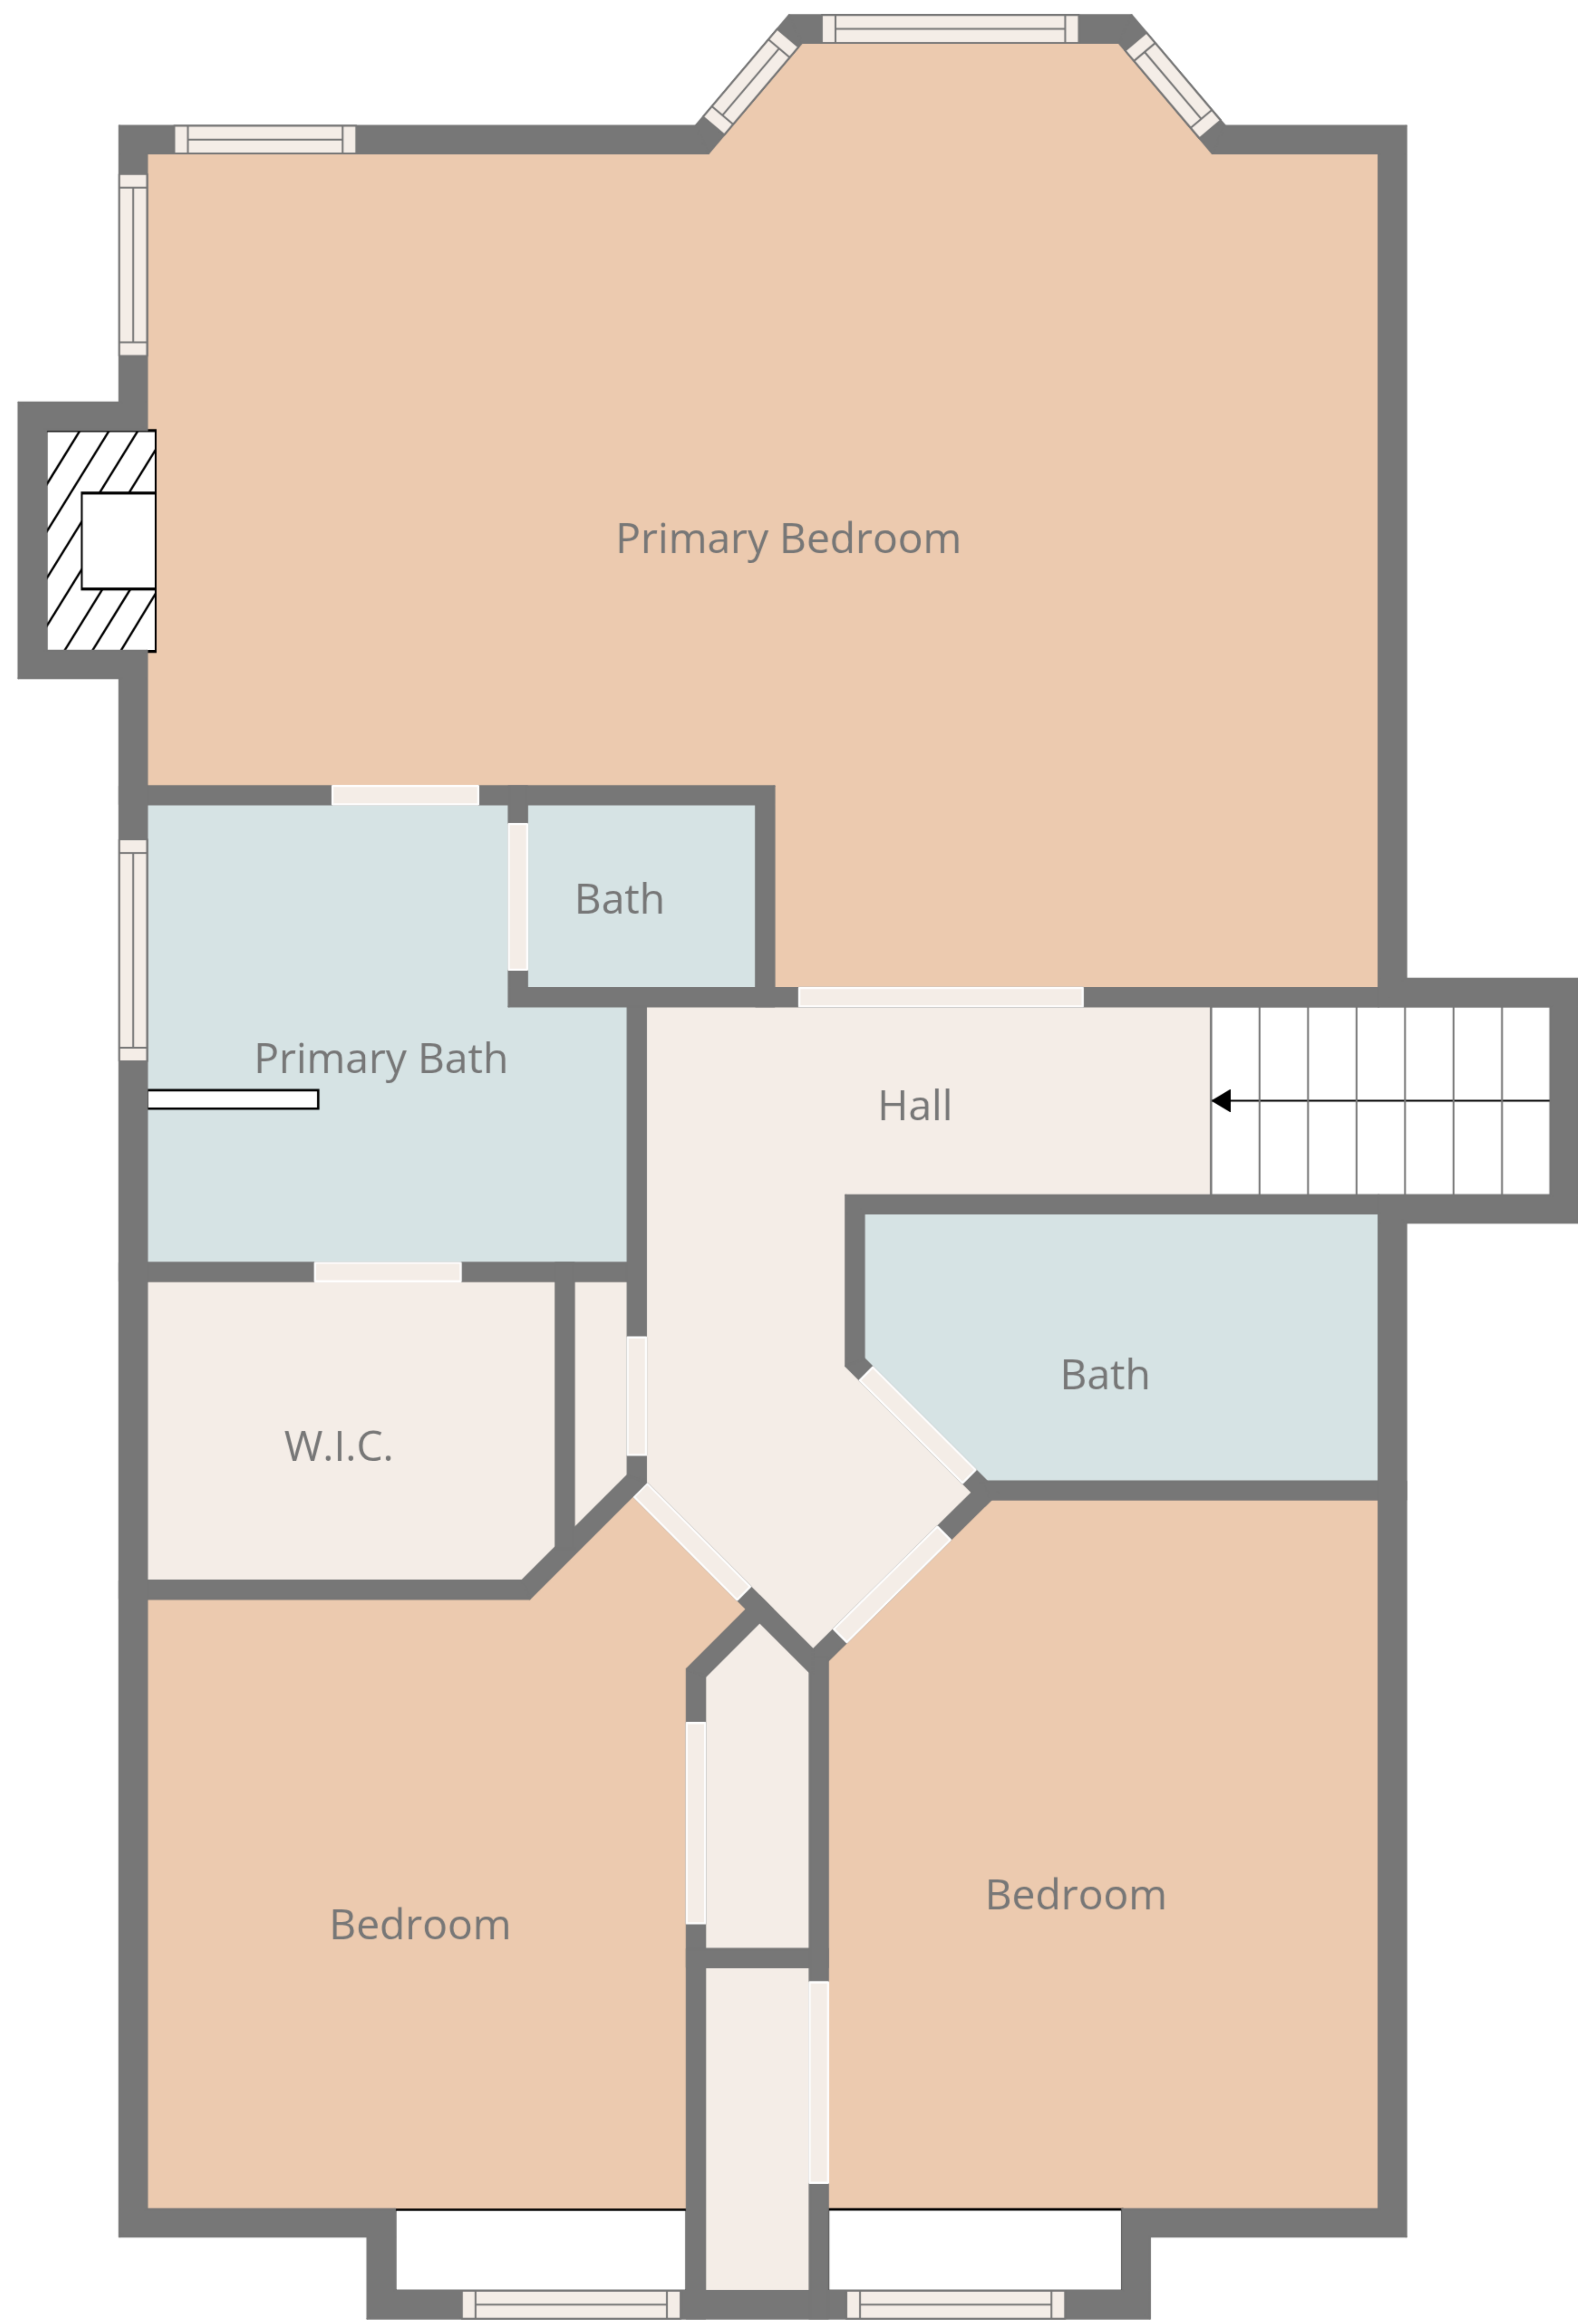 Primary Bedroom
Bath
Primary Bath
Hall
Bath
W.I.C.
Bedroom
Bedroom